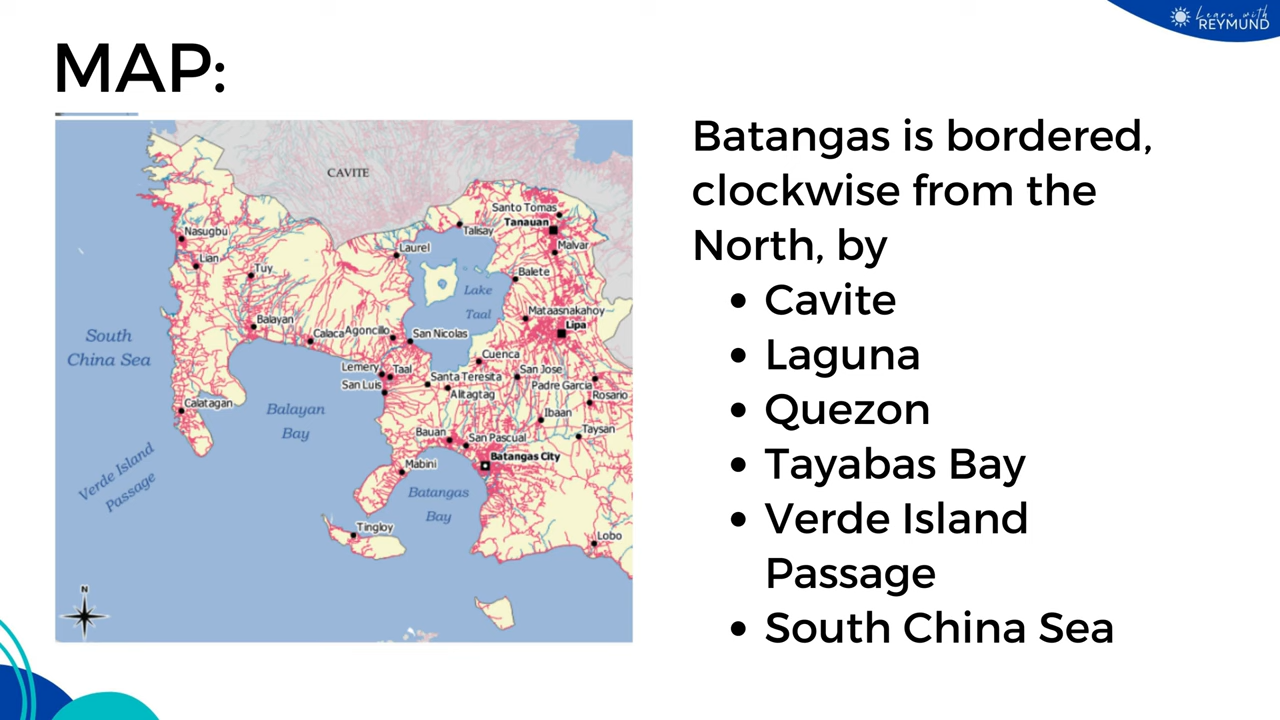 Learn with
REYMUND
MAP:
Batangas is bordered,
clockwise from the
North, by
• Cavite
• Laguna
• Quezon
• Tayabas Bay
• Verde Island
Passage
• South China Sea
CAVITE
Santo Tomas
Tanauan
Talisay
Nasugbu
Malvar
Laurel
Lian
Tuy
Balete
Lake
Taal
Mataasnakahoy
Balayan
Lipa
Calaca
Agoncillo
San Nicolas
South
China Sea
Cuenca
Lemery
Taal
San Jose
Santa Teresita
San Luis
Padre Garcia
Alitagtag
Rosario
Calatagan
Balayan
Bay
Ibaan
Taysan
Bauan
San Pascual
Batangas City
Mabini
Verde Island
Passage
Batangas
Bay
Tingloy
Lobo
N